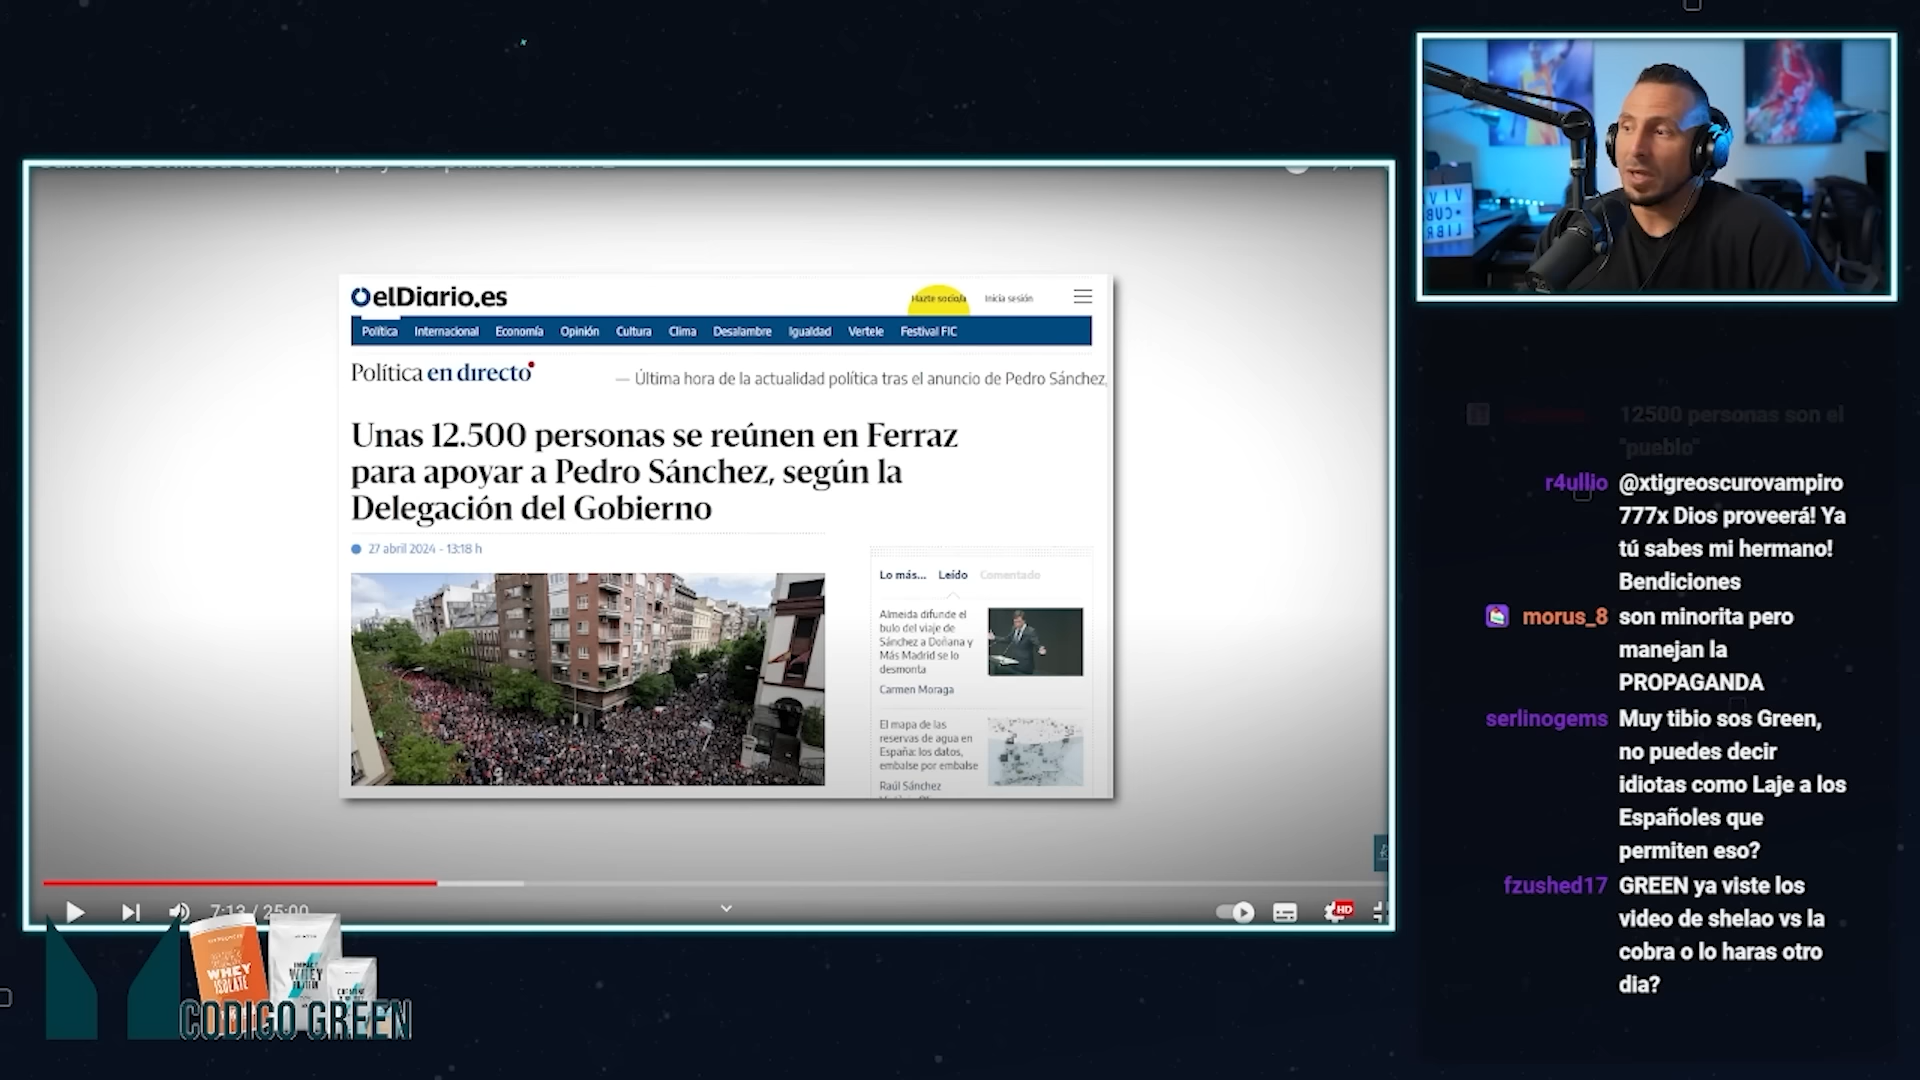 elDiario.es
Hazte socio/a
Inicia sesión
Política Internacional Economía Opinión Cultura Clima Desalambre Igualdad Vertele Festival FIC
Política en directo
— Última hora de la actualidad política tras el anuncio de Pedro Sánchez,
Unas 12.500 personas se reúnen en Ferraz
para apoyar a Pedro Sánchez, según la
Delegación del Gobierno
27 abril 2024 - 13:18 h
Lo más... Leído Comentado
Almeida difunde el
bulo del viaje de
Sánchez a Doñana y
Más Madrid se lo
desmonta
Carmen Moraga
El mapa de las
reservas de agua en
España: los datos,
embalse por embalse
Raúl Sánchez
7:13 / 25:00
HD
WHEY
ISOLATE
WHEY
CODIGO GREEN
12500 personas son el
"pueblo"
r4ullio @xtigreoscurovampiro
777x Dios proveerá! Ya
tú sabes mi hermano!
Bendiciones
morus_8 son minorita pero
manejan la
PROPAGANDA
serlinogems Muy tibio sos Green,
no puedes decir
idiotas como Laje a los
Españoles que
permiten eso?
fzushed17 GREEN ya viste los
video de shelao vs la
cobra o lo haras otro
dia?